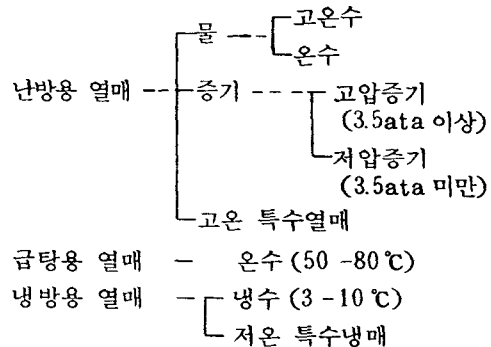 고온수
물
온수
난방용 열매
증기
고압증기
(3.5ata 이상)
저압증기
(3.5ata 미만)
고온 특수열매
급탕용 열매 - 온수 (50 -80℃)
냉방용 열매
냉수 (3 -10℃)
저온 특수냉매